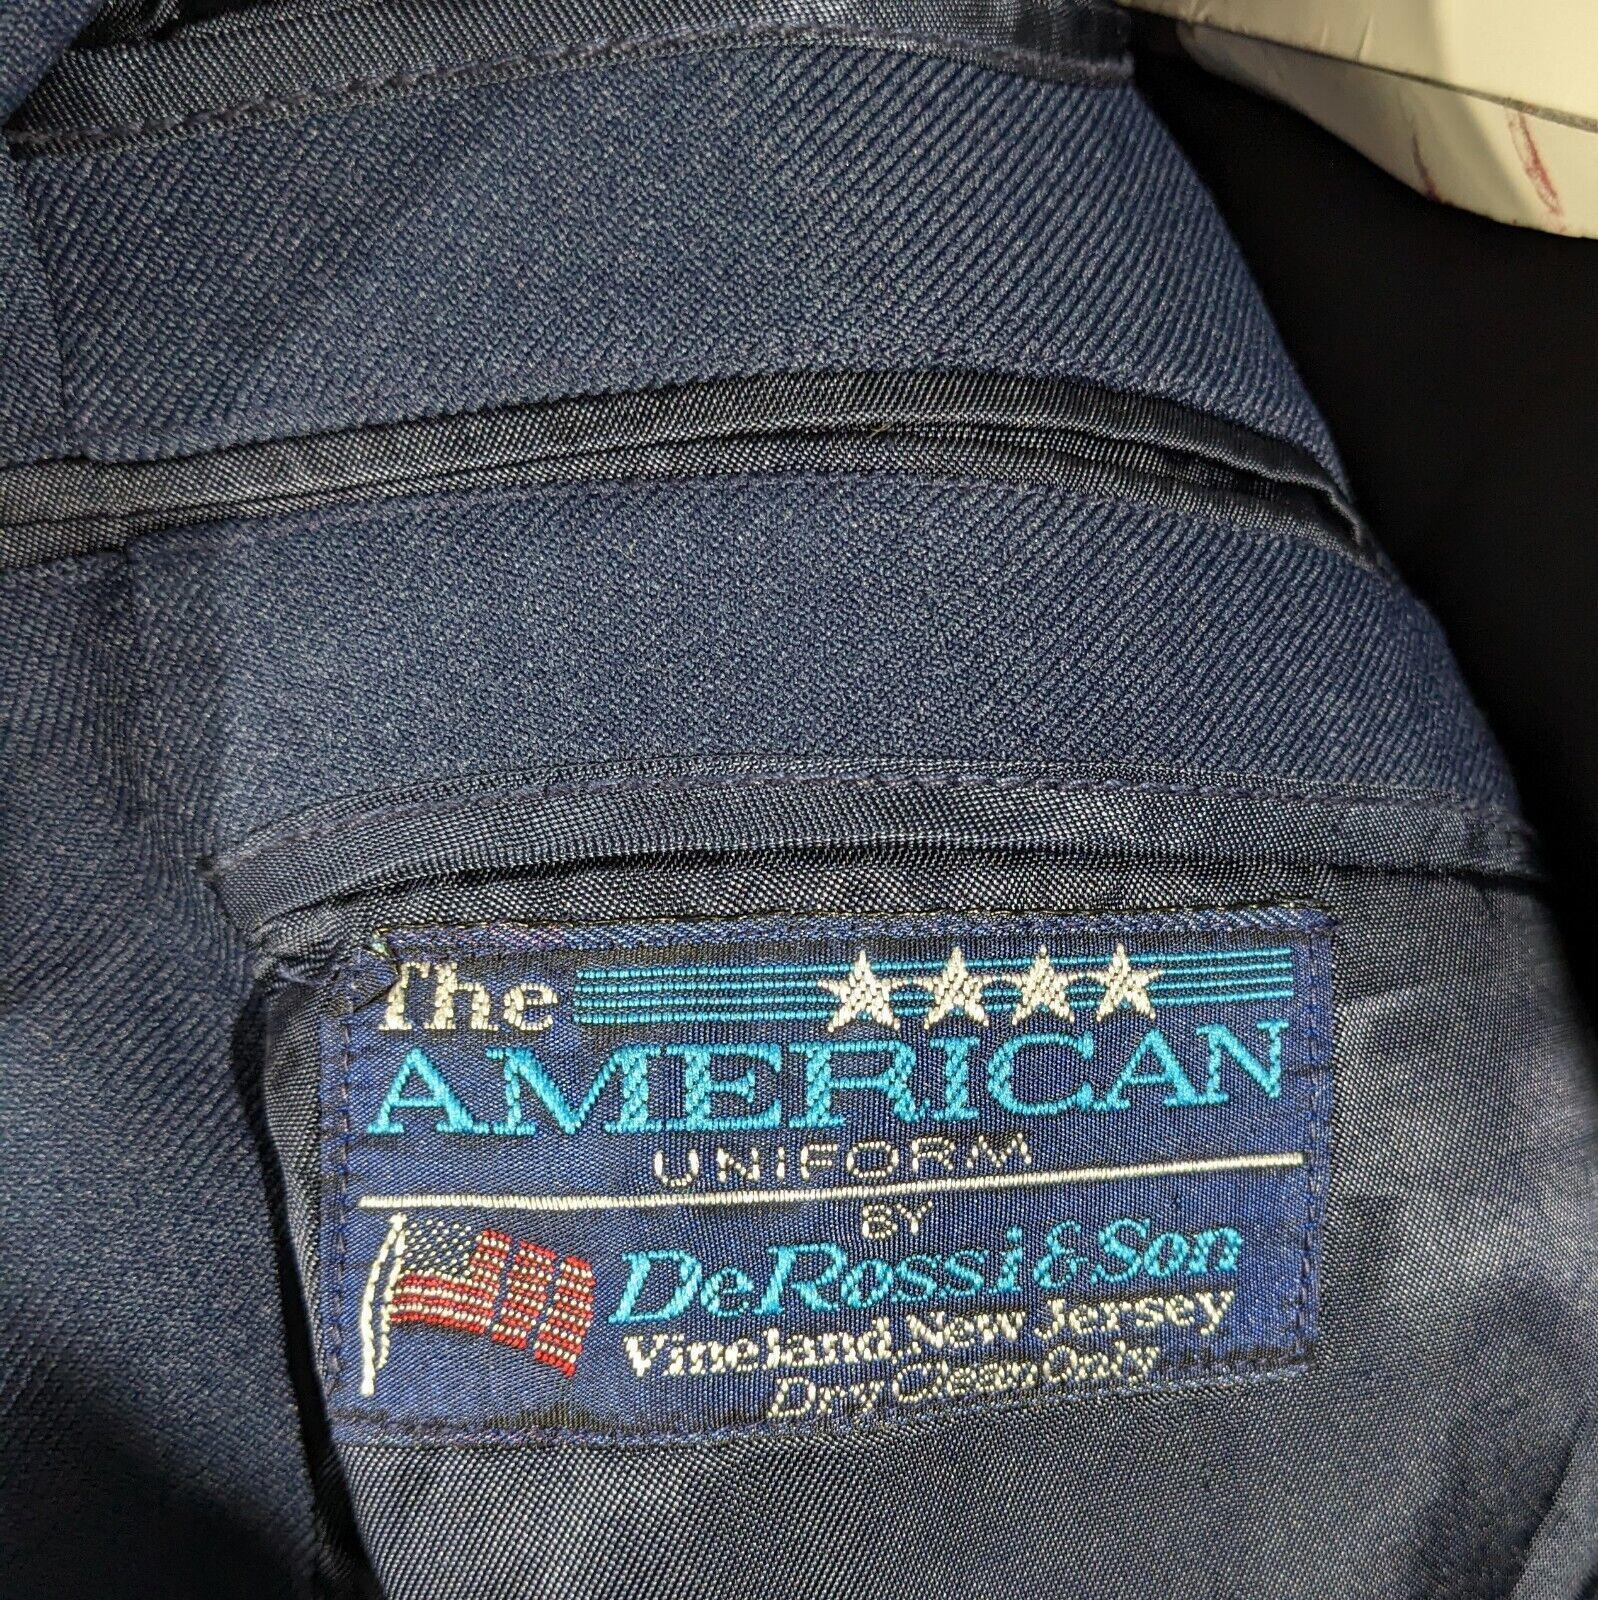 The
AMERICAN
UNIFORM
BY
DeRossi & Son
Vineland New Jersey
Dry Clean Only